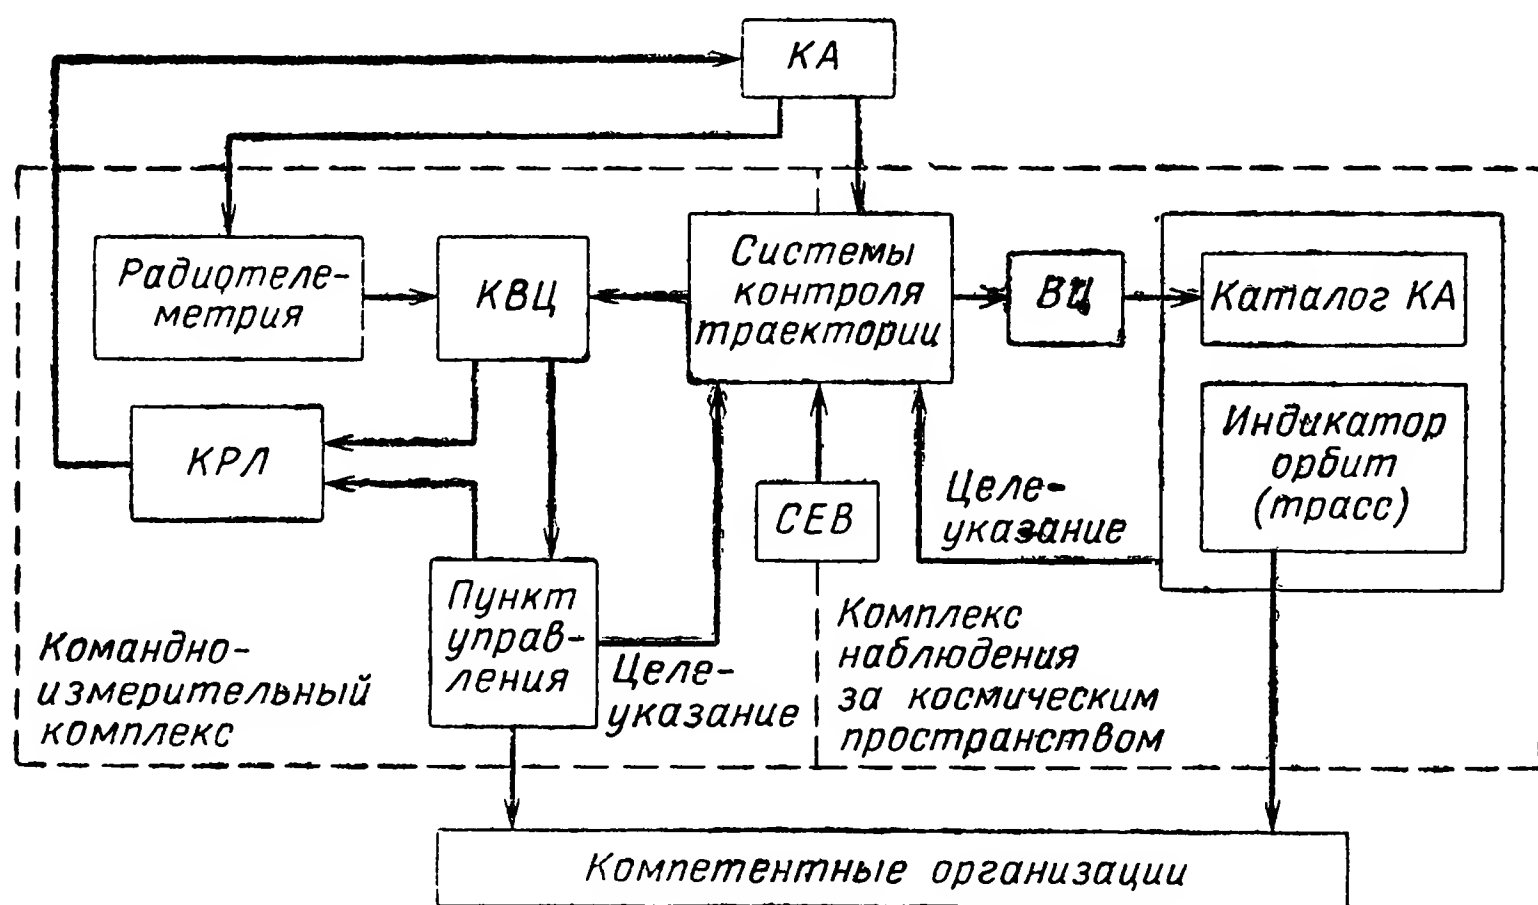 КА
Радиотеле-
метрия
КВЦ
Системы
контроля
траектории
ВЦ
Каталог КА
Индикатор
орбит
(трасс)
КРЛ
СЕВ
Целе-
указание
Пункт
управ-
ления
Целе-
указание
Командно-
измерительный
комплекс
Комплекс
наблюдения
за космическим
пространством
Компетентные организации